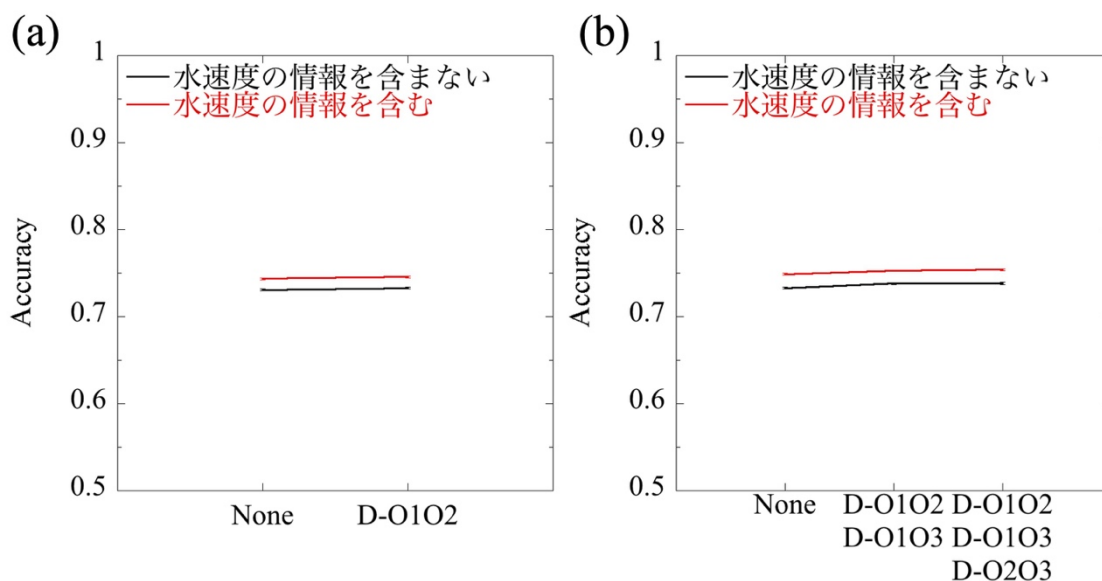 (a)
1
水速度の情報を含まない
水速度の情報を含む
0.9
0.8
Accuracy
0.7
0.6
0.5
None D-O1O2
(b)
1
水速度の情報を含まない
水速度の情報を含む
0.9
0.8
Accuracy
0.7
0.6
0.5
None D-O1O2 D-O1O2
D-O1O3 D-O1O3
D-O2O3